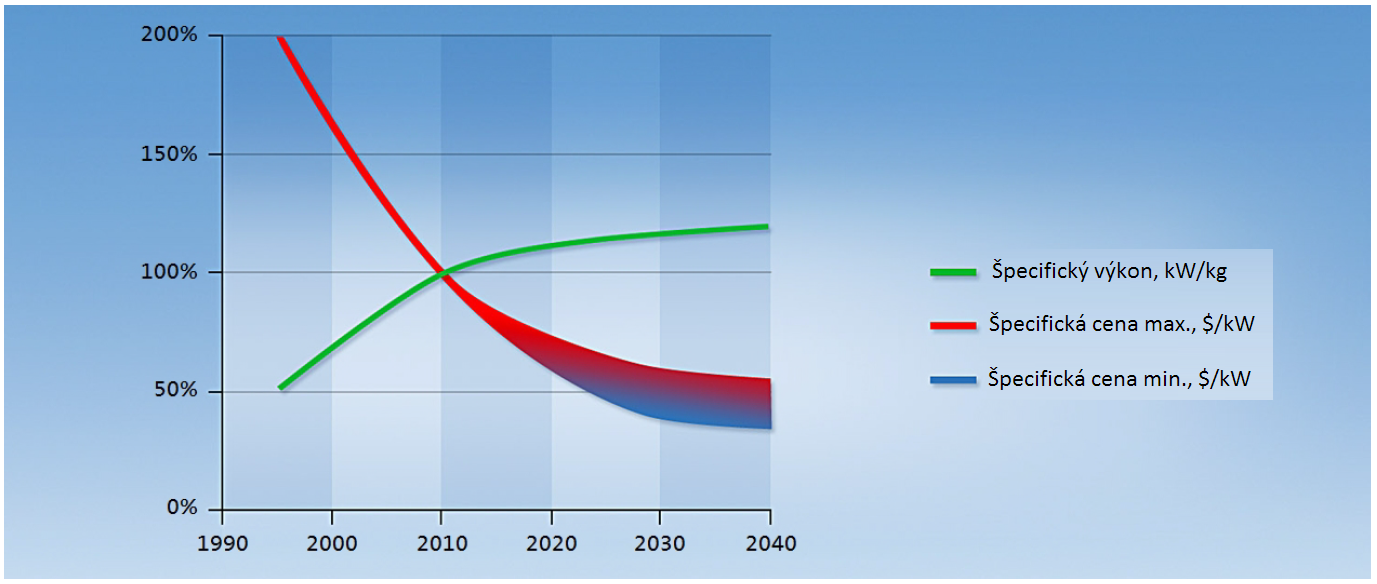 200%
150%
100%
50%
0%
1990 2000 2010 2020 2030 2040
Špecifický výkon, kW/kg
Špecifická cena max., $/kW
Špecifická cena min., $/kW